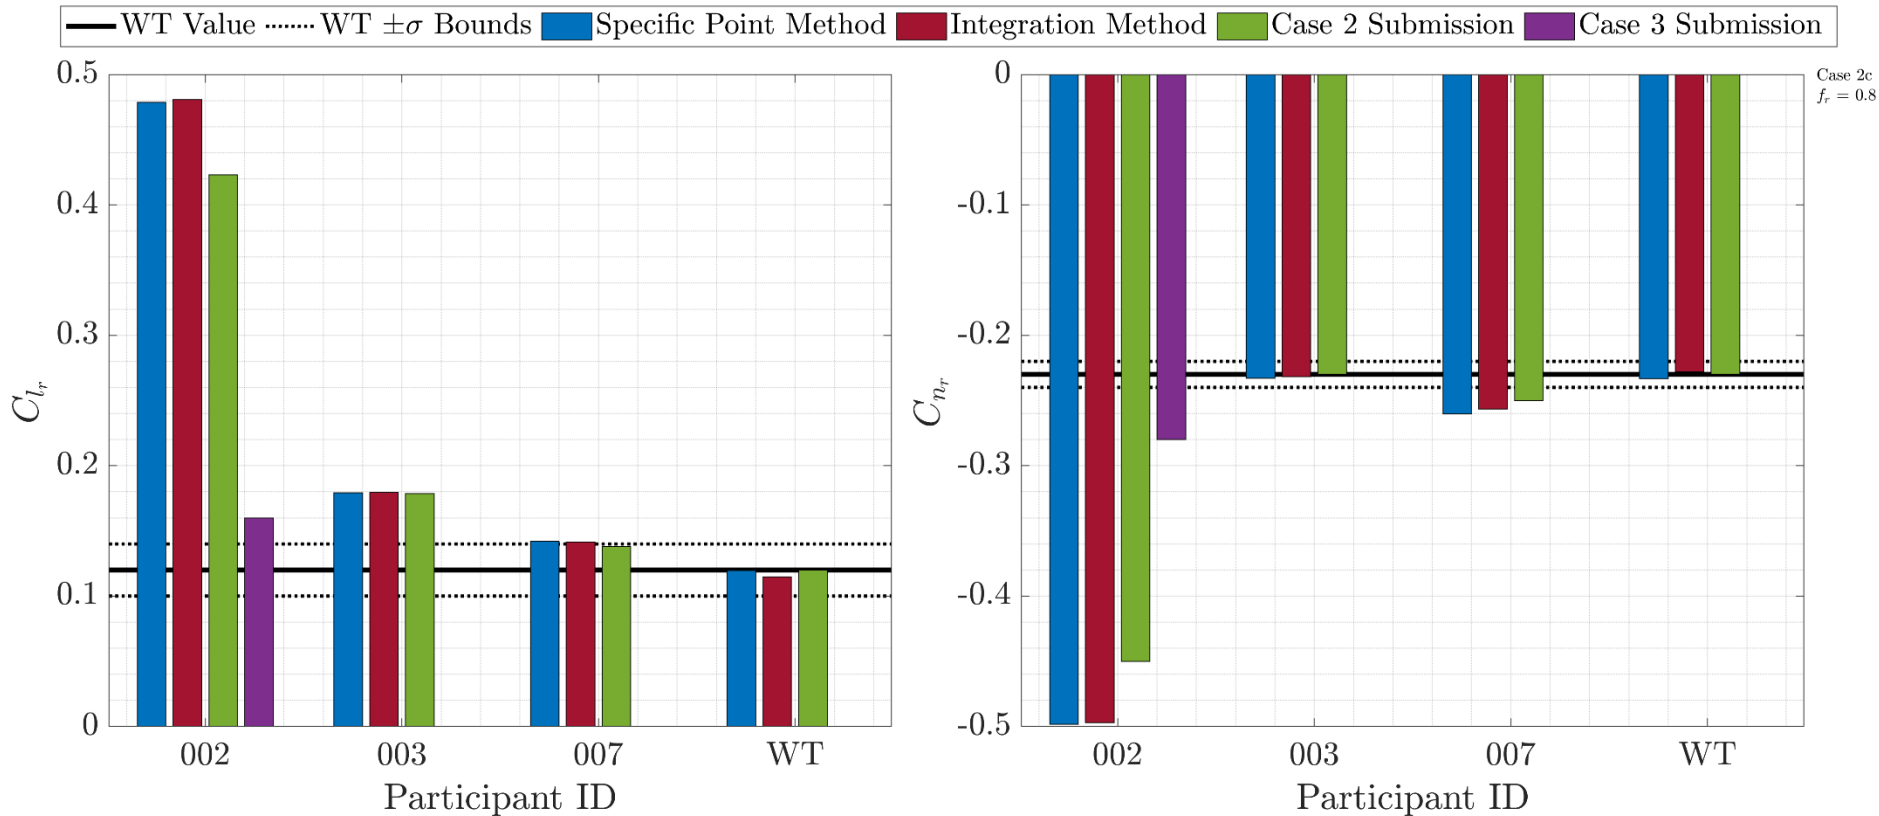 WT Value WT ±σ Bounds Specific Point Method Integration Method Case 2 Submission Case 3 Submission
0.5
0.4
0.3
0.2
0.1
0
C_{l_r}
002 003 007 WT
Participant ID
0
-0.1
-0.2
-0.3
-0.4
-0.5
C_{n_r}
002 003 007 WT
Participant ID
Case 2c
f_r = 0.8